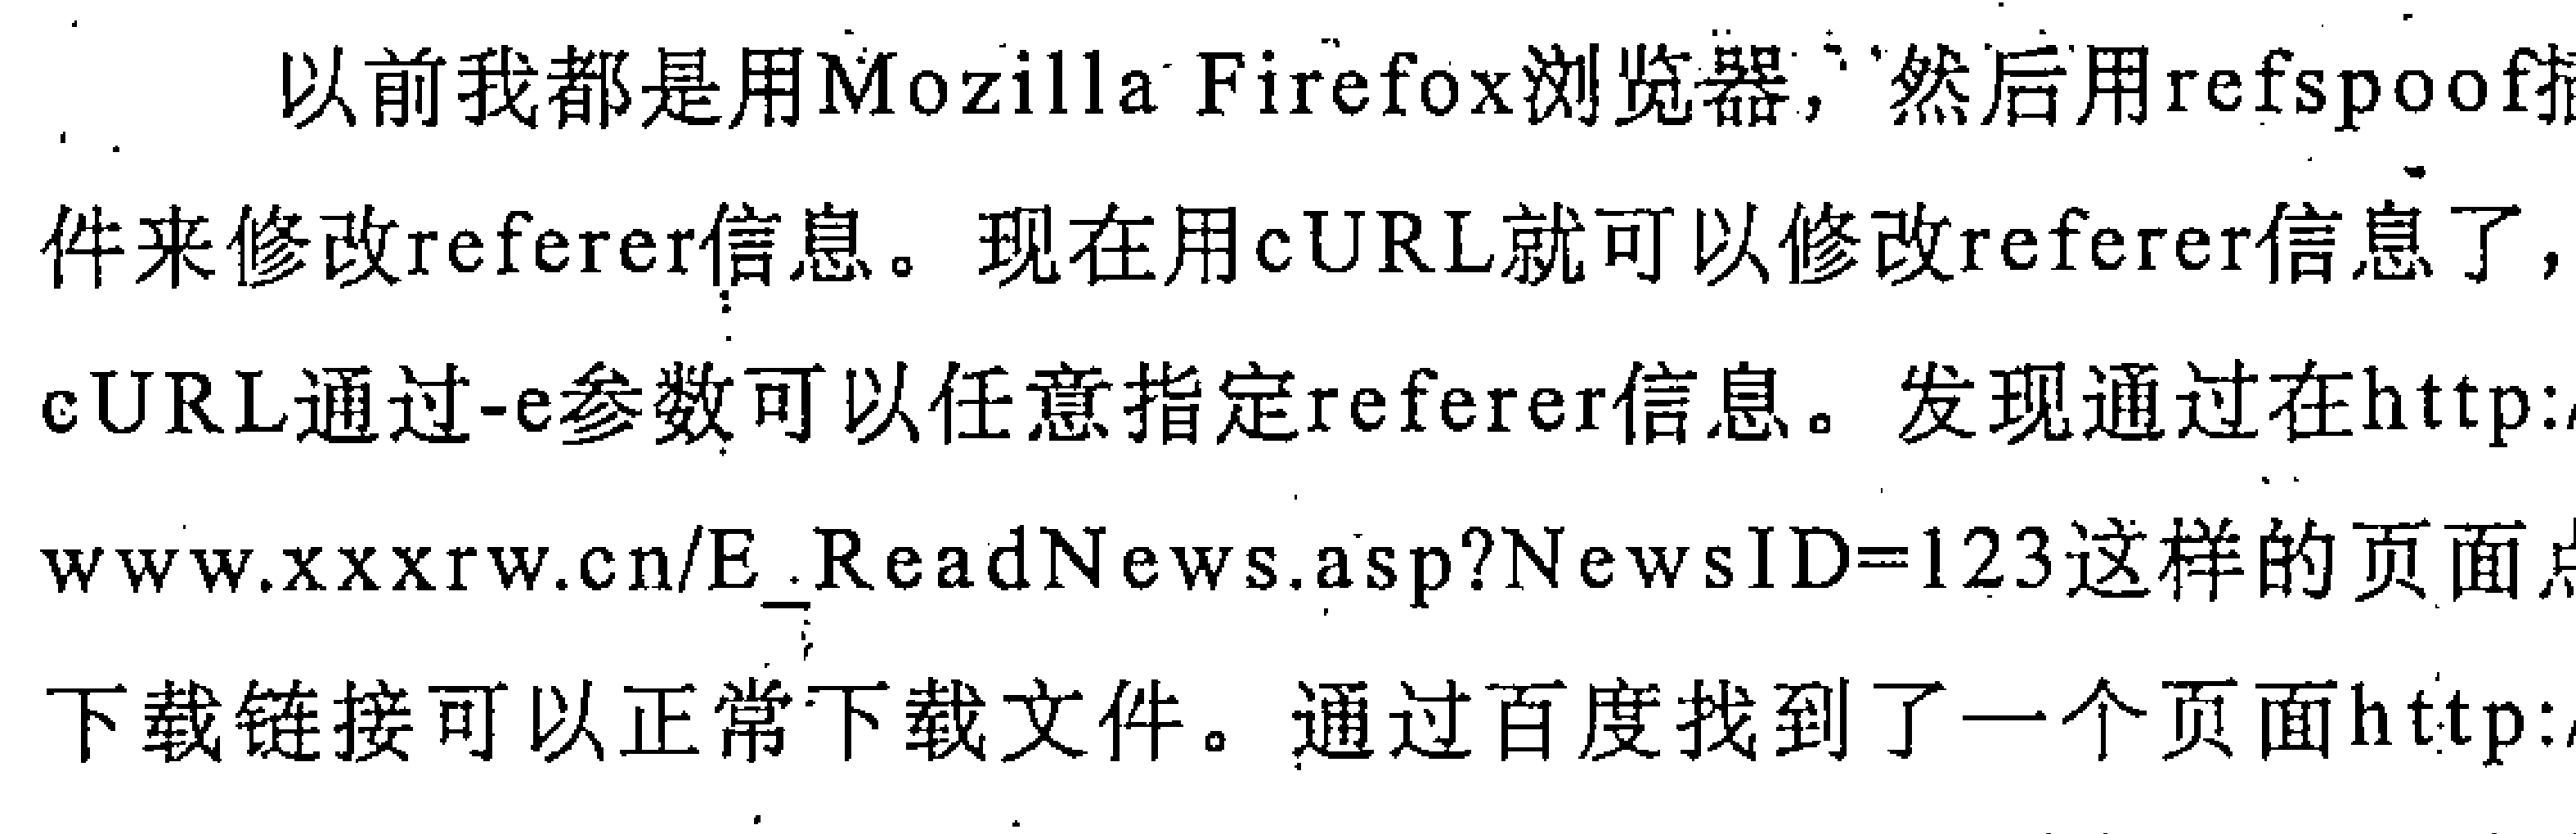 以前我都是用Mozilla Firefox浏览器，然后用refspoof插
件来修改referer信息。现在用cURL就可以修改referer信息了，
cURL通过-e参数可以任意指定referer信息。发现通过在http:/
www.xxxrw.cn/E_ReadNews.asp?NewsID=123这样的页面点
下载链接可以正常下载文件。通过百度找到了一个页面http:/